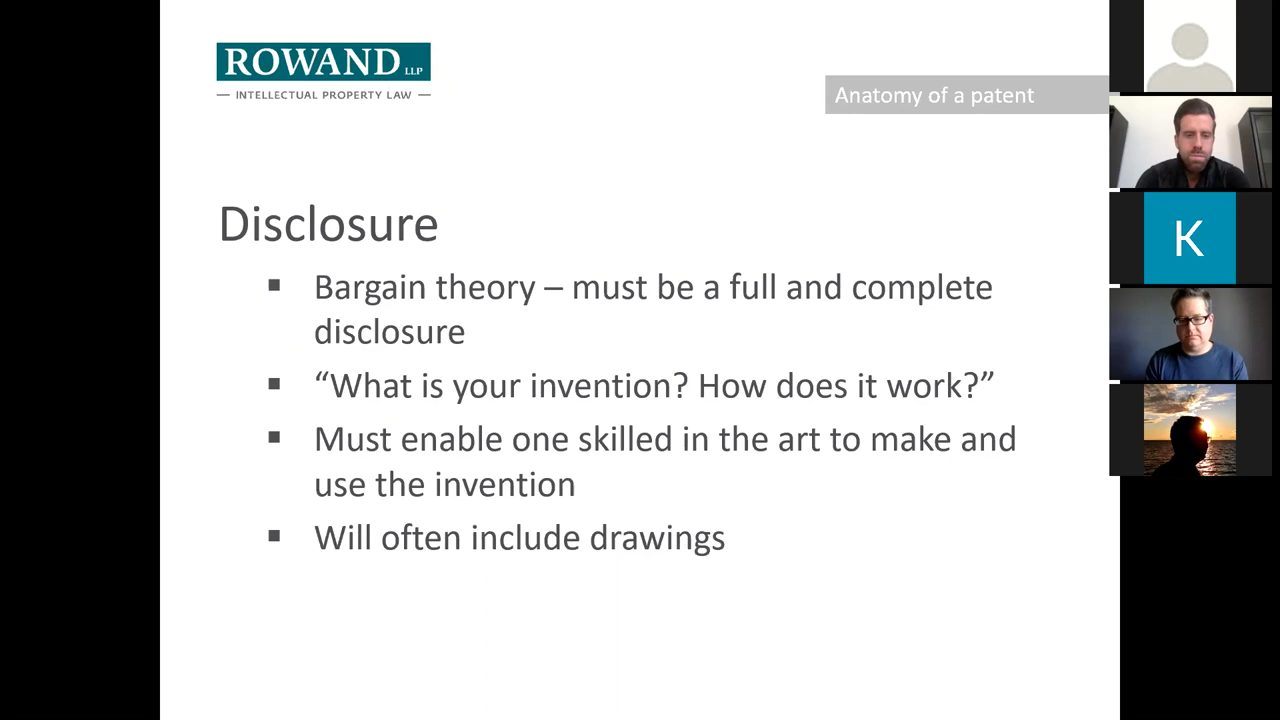 ROWAND LLP
INTELLECTUAL PROPERTY LAW
Anatomy of a patent
Disclosure
▪ Bargain theory – must be a full and complete
disclosure
▪ “What is your invention? How does it work?”
▪ Must enable one skilled in the art to make and
use the invention
▪ Will often include drawings
K